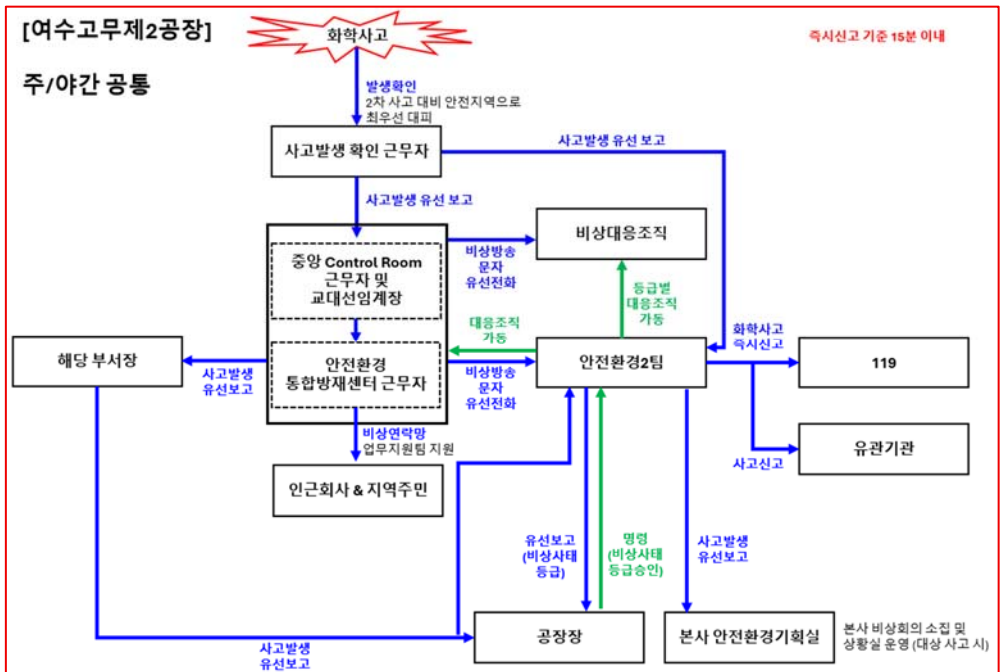 [여수고무제2공장]
화학사고
즉시신고 기준 15분 이내
주/야간 공통
발생확인
2차 사고 대비 안전지역으로
최우선 대피
사고발생 확인 근무자
사고발생 유선 보고
사고발생 유선 보고
비상대응조직
중앙 Control Room
근무자 및
교대선임계장
비상방송
문자
유선전화
등급별
대응조직
가동
대응조직
가동
화학사고
즉시신고
해당 부서장
사고발생
유선보고
안전환경
통합방재센터 근무자
비상방송
문자
유선전화
안전환경2팀
119
비상연락망
업무지원팀 지원
사고신고
유관기관
인근회사 & 지역주민
유선보고
(비상사태
등급)
명령
(비상사태
등급승인)
사고발생
유선보고
사고발생
유선보고
공장장
본사 안전환경기획실
본사 비상회의 소집 및
상황실 운영 (대상 사고 시)